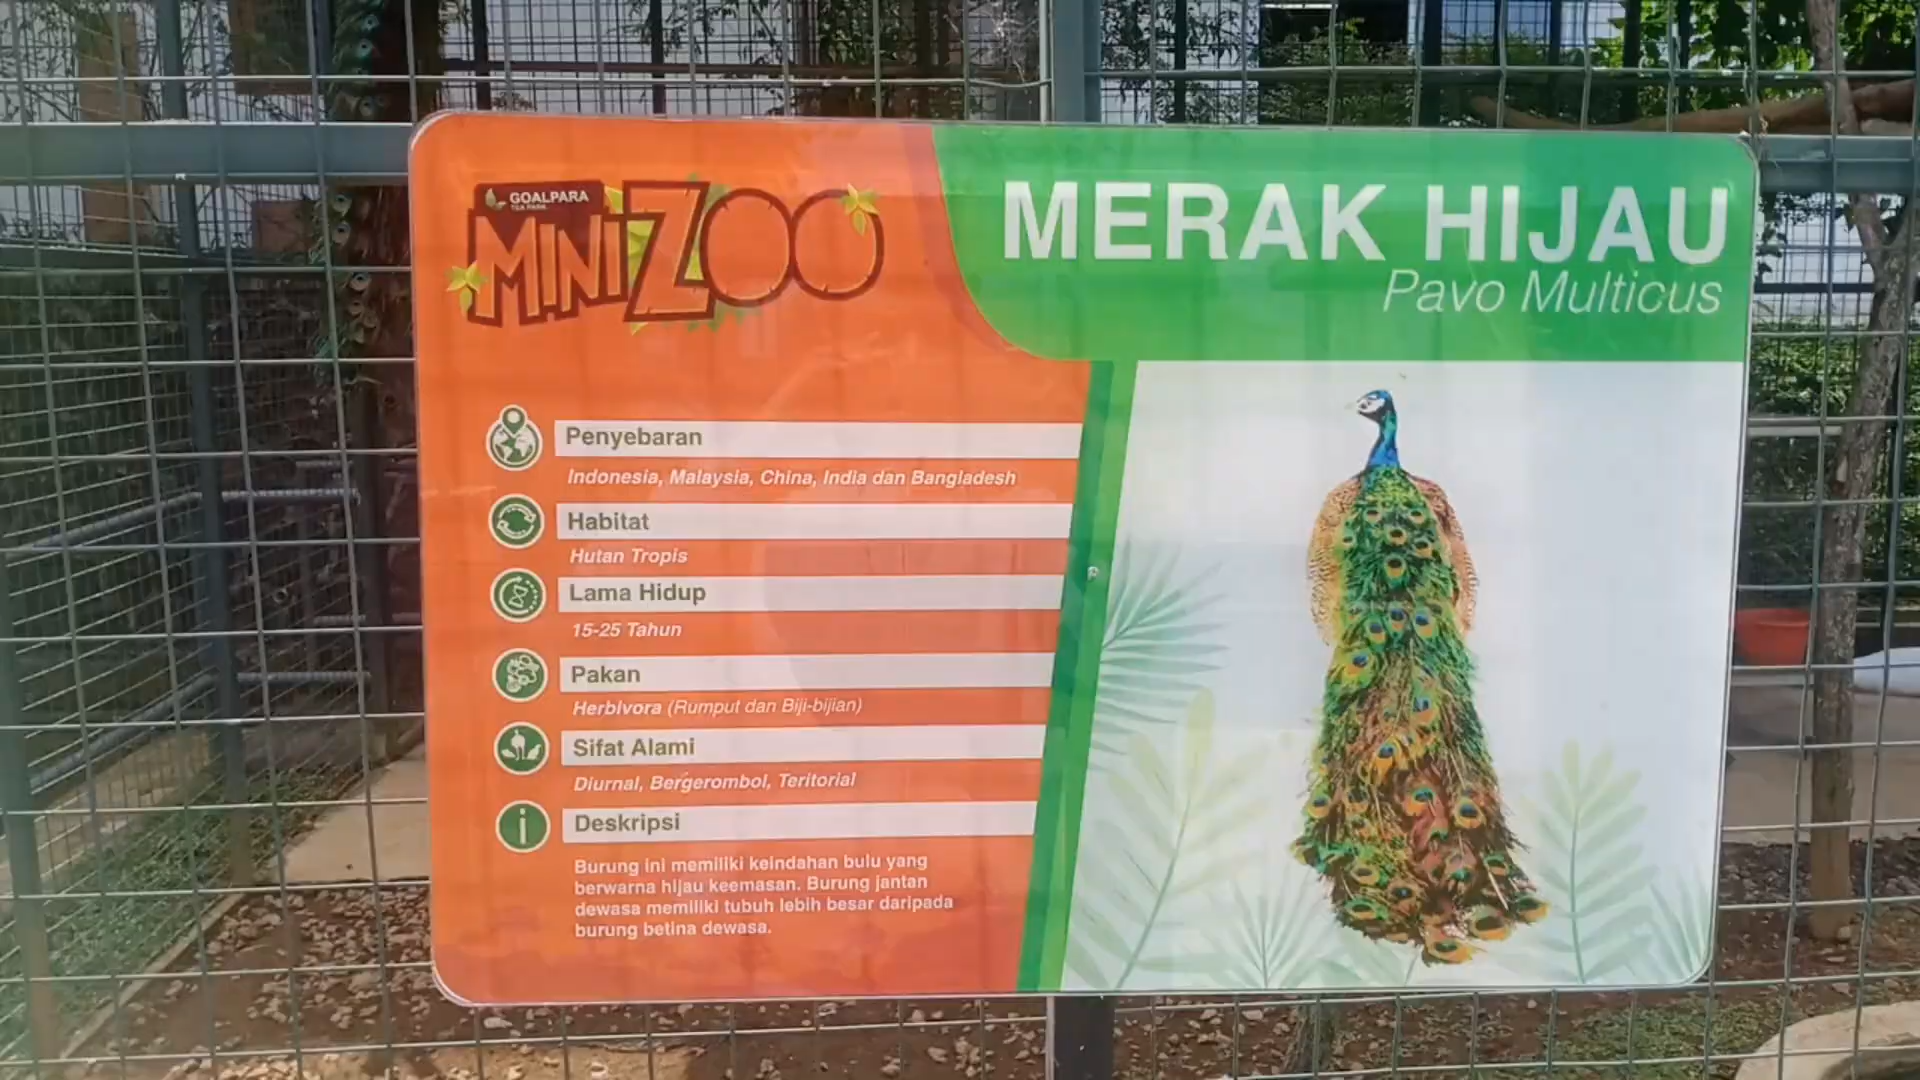 GOALPARA
TEA PARK
MINIZOO
MERAK HIJAU
Pavo Multicus
Penyebaran
Indonesia, Malaysia, China, India dan Bangladesh
Habitat
Hutan Tropis
Lama Hidup
15-25 Tahun
Pakan
Herbivora (Rumput dan Biji-bijian)
Sifat Alami
Diurnal, Bergerombol, Teritorial
Deskripsi
Burung ini memiliki keindahan bulu yang
berwarna hijau keemasan. Burung jantan
dewasa memiliki tubuh lebih besar daripada
burung betina dewasa.